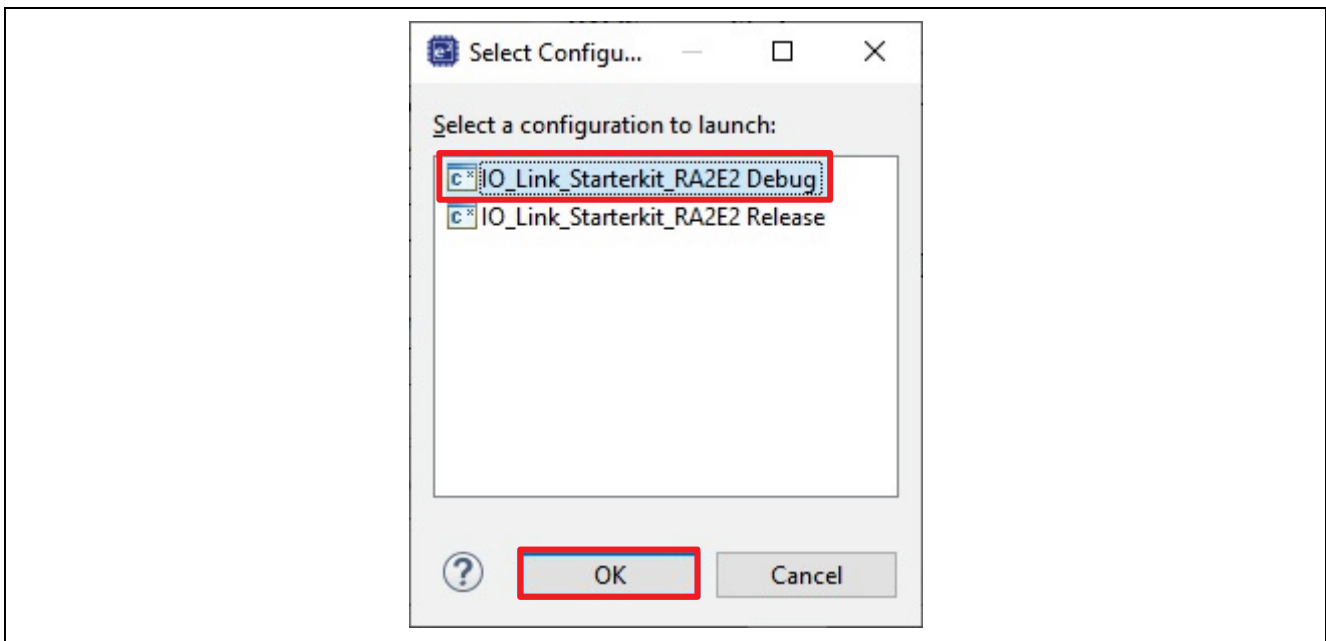 Select Configu...
Select a configuration to launch:
IO_Link_Starterkit_RA2E2 Debug
IO_Link_Starterkit_RA2E2 Release
OK
Cancel